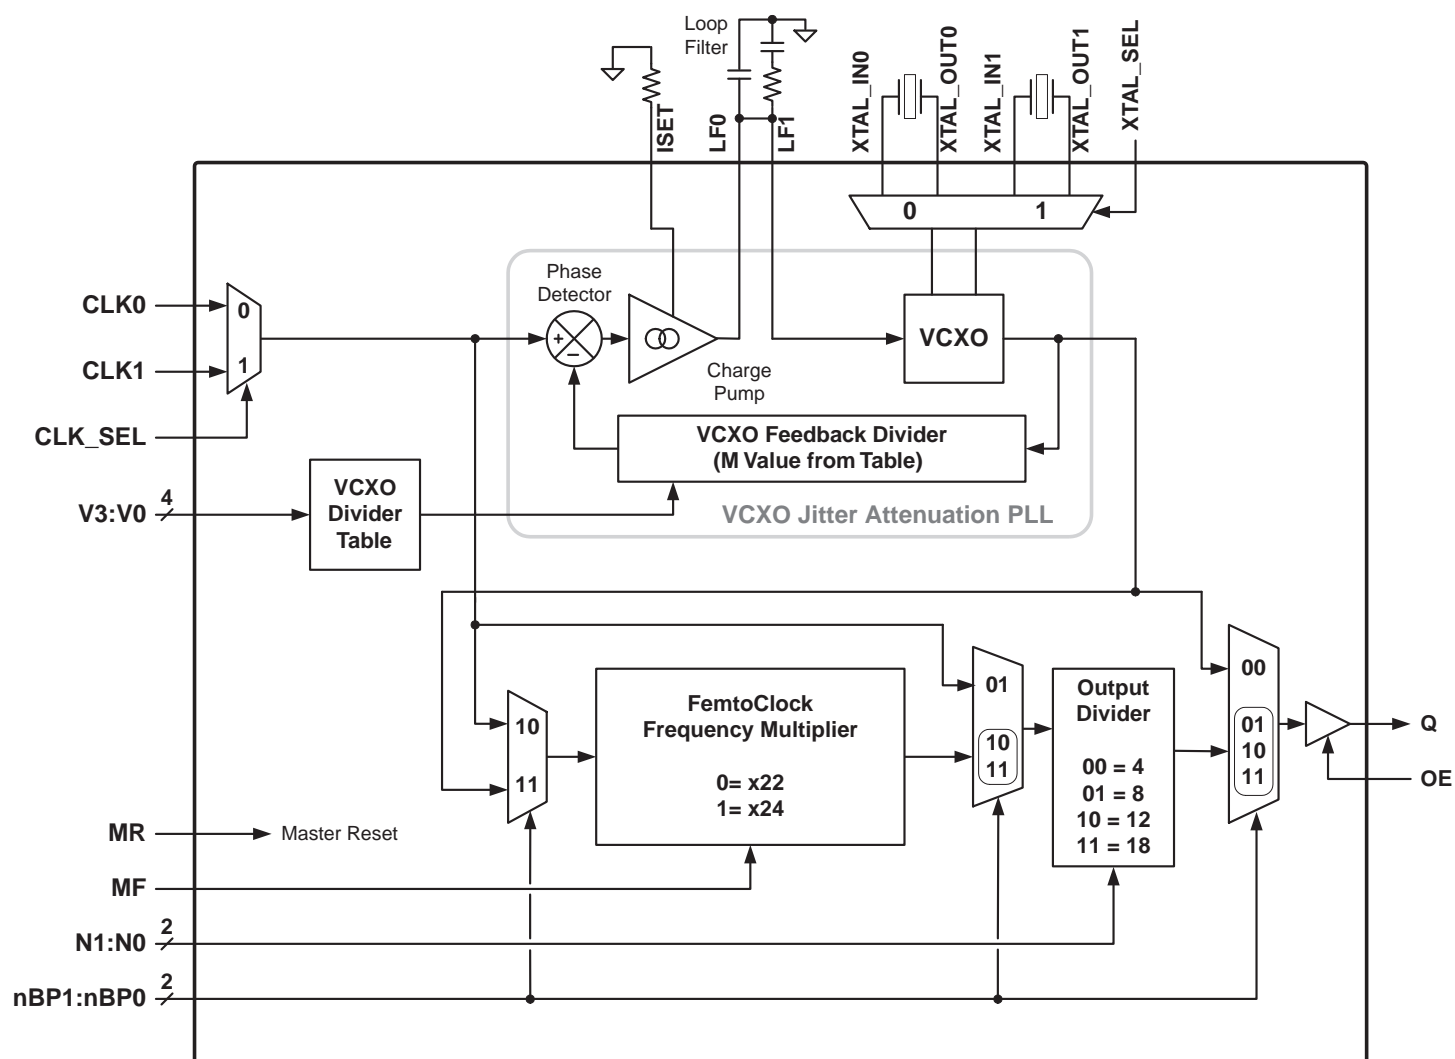 Loop
Filter
ISET
LF0
LF1
XTAL_IN0
XTAL_OUT0
XTAL_IN1
XTAL_OUT1
XTAL_SEL
0 1
CLK0
CLK1
CLK_SEL
0
1
Phase
Detector
+
–
Charge
Pump
VCXO
VCXO Feedback Divider
(M Value from Table)
VCXO Jitter Attenuation PLL
V3:V0
4
VCXO
Divider
Table
10
11
FemtoClock
Frequency Multiplier
0= x22
1= x24
01
10
11
Output
Divider
00 = 4
01 = 8
10 = 12
11 = 18
00
01
10
11
Q
OE
MR
Master Reset
MF
N1:N0
2
nBP1:nBP0
2